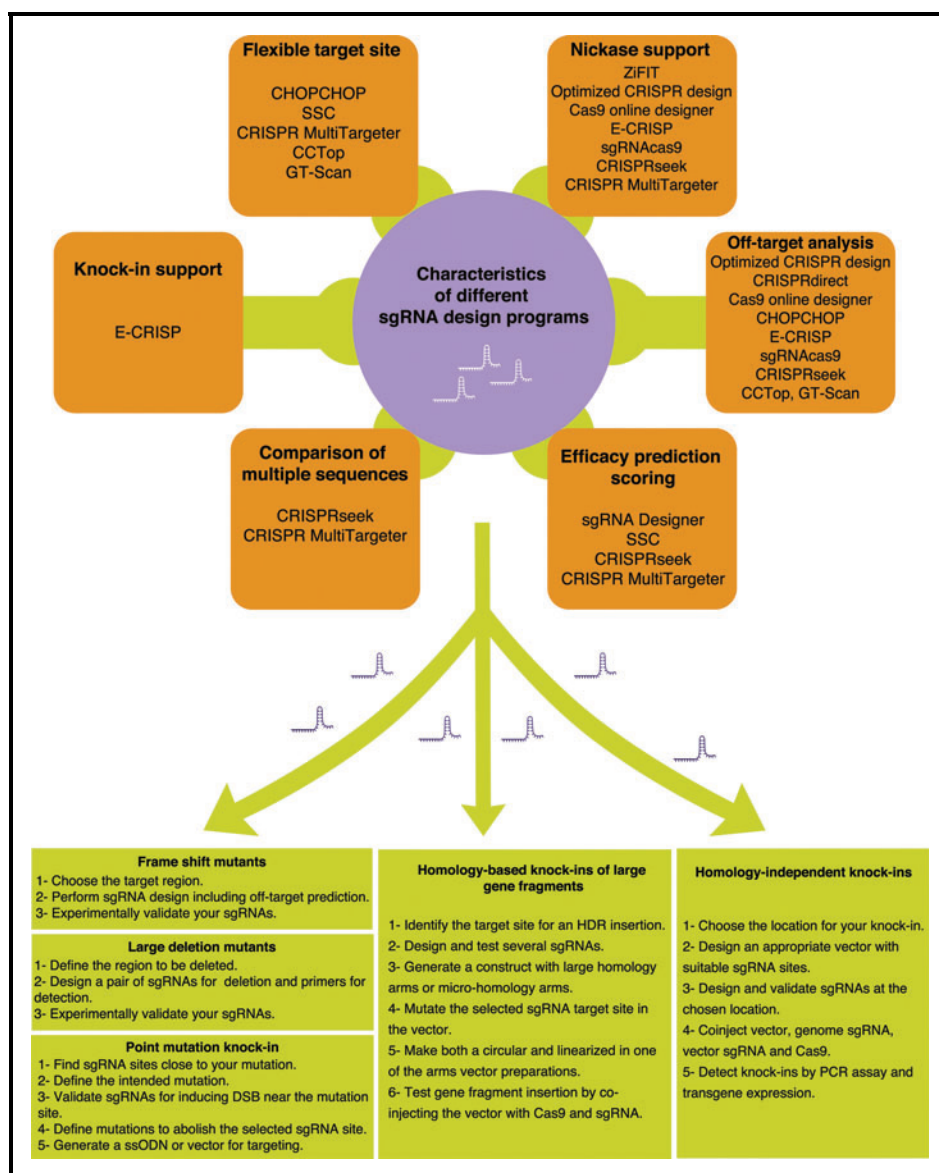 Flexible target site
CHOPCHOP
SSC
CRISPR MultiTargeter
CCTop
GT-Scan
Nickase support
ZiFIT
Optimized CRISPR design
Cas9 online designer
E-CRISP
sgRNAcas9
CRISPRseek
CRISPR MultiTargeter
Knock-in support
E-CRISP
Characteristics
of different
sgRNA design programs
Off-target analysis
Optimized CRISPR design
CRISPRdirect
Cas9 online designer
CHOPCHOP
E-CRISP
sgRNAcas9
CRISPRseek
CCTop, GT-Scan
Comparison of
multiple sequences
CRISPRseek
CRISPR MultiTargeter
Efficacy prediction
scoring
sgRNA Designer
SSC
CRISPRseek
CRISPR MultiTargeter
Frame shift mutants
1- Choose the target region.
2- Perform sgRNA design including off-target prediction.
3- Experimentally validate your sgRNAs.
Large deletion mutants
1- Define the region to be deleted.
2- Design a pair of sgRNAs for deletion and primers for
detection.
3- Experimentally validate your sgRNAs.
Point mutation knock-in
1- Find sgRNA sites close to your mutation.
2- Define the intended mutation.
3- Validate sgRNAs for inducing DSB near the mutation
site.
4- Define mutations to abolish the selected sgRNA site.
5- Generate a ssODN or vector for targeting.
Homology-based knock-ins of large
gene fragments
1- Identify the target site for an HDR insertion.
2- Design and test several sgRNAs.
3- Generate a construct with large homology
arms or micro-homology arms.
4- Mutate the selected sgRNA target site in
the vector.
5- Make both a circular and linearized in one
of the arms vector preparations.
6- Test gene fragment insertion by co-
injecting the vector with Cas9 and sgRNA.
Homology-independent knock-ins
1- Choose the location for your knock-in.
2- Design an appropriate vector with
suitable sgRNA sites.
3- Design and validate sgRNAs at the
chosen location.
4- Coinject vector, genome sgRNA,
vector sgRNA and Cas9.
5- Detect knock-ins by PCR assay and
transgene expression.